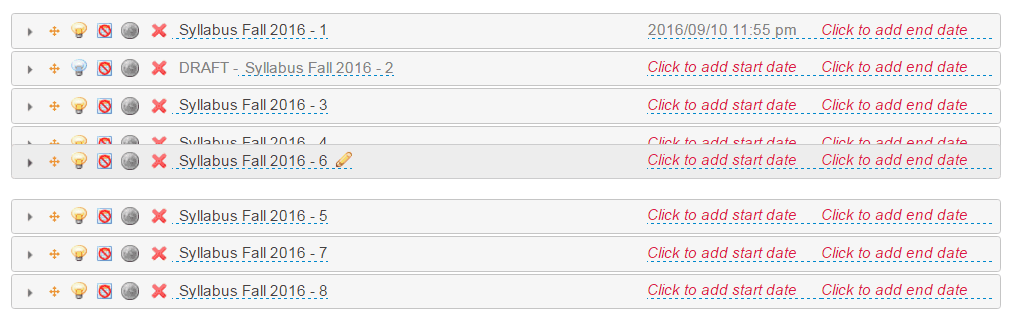 Syllabus Fall 2016 - 1 2016/09/10 11:55 pm Click to add end date
DRAFT - Syllabus Fall 2016 - 2 Click to add start date Click to add end date
Syllabus Fall 2016 - 3 Click to add start date Click to add end date
Syllabus Fall 2016 - 4 Click to add start date Click to add end date
Syllabus Fall 2016 - 6 Click to add start date Click to add end date
Syllabus Fall 2016 - 5 Click to add start date Click to add end date
Syllabus Fall 2016 - 7 Click to add start date Click to add end date
Syllabus Fall 2016 - 8 Click to add start date Click to add end date